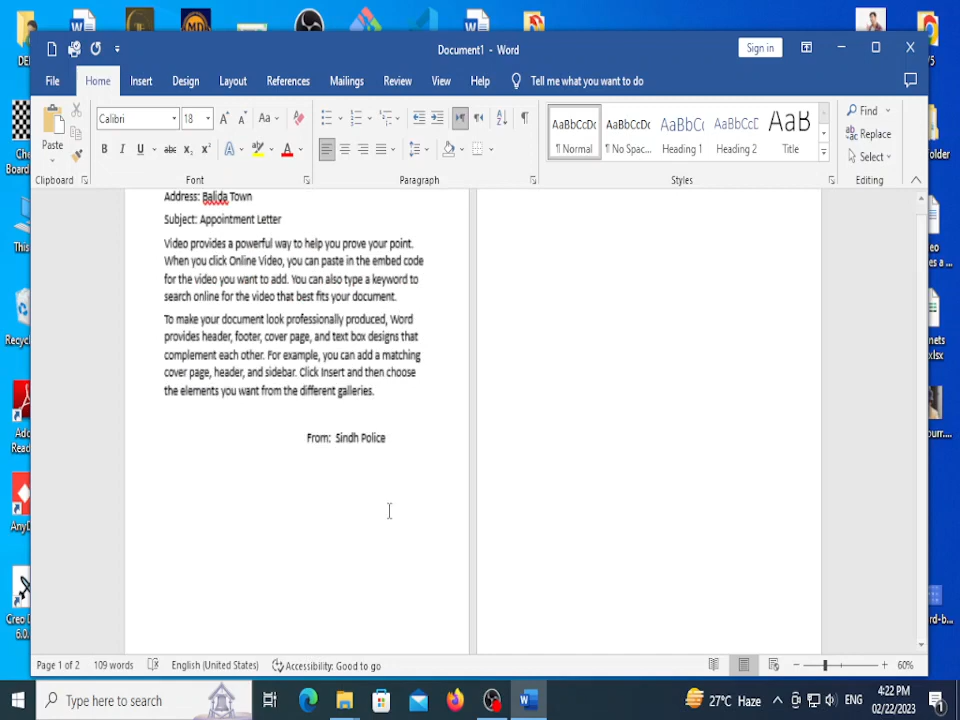 Document1 - Word
Sign in
File Home Insert Design Layout References Mailings Review View Help Tell me what you want to do
Calibri 18 Aa
Paste
B I U abc x₂ x² A A
AaBbCcDc AaBbCcDc AaBbCc AaBbCcD AaB
¶ Normal ¶ No Spac... Heading 1 Heading 2 Title
Find
Replace
Select
Clipboard Font Paragraph Styles Editing
Address: Balida Town
Subject: Appointment Letter
Video provides a powerful way to help you prove your point.
When you click Online Video, you can paste in the embed code
for the video you want to add. You can also type a keyword to
search online for the video that best fits your document.
To make your document look professionally produced, Word
provides header, footer, cover page, and text box designs that
complement each other. For example, you can add a matching
cover page, header, and sidebar. Click Insert and then choose
the elements you want from the different galleries.
From: Sindh Police
Page 1 of 2 109 words English (United States) Accessibility: Good to go 60%
Type here to search
27°C Haze ENG
4:22 PM
02/22/2023